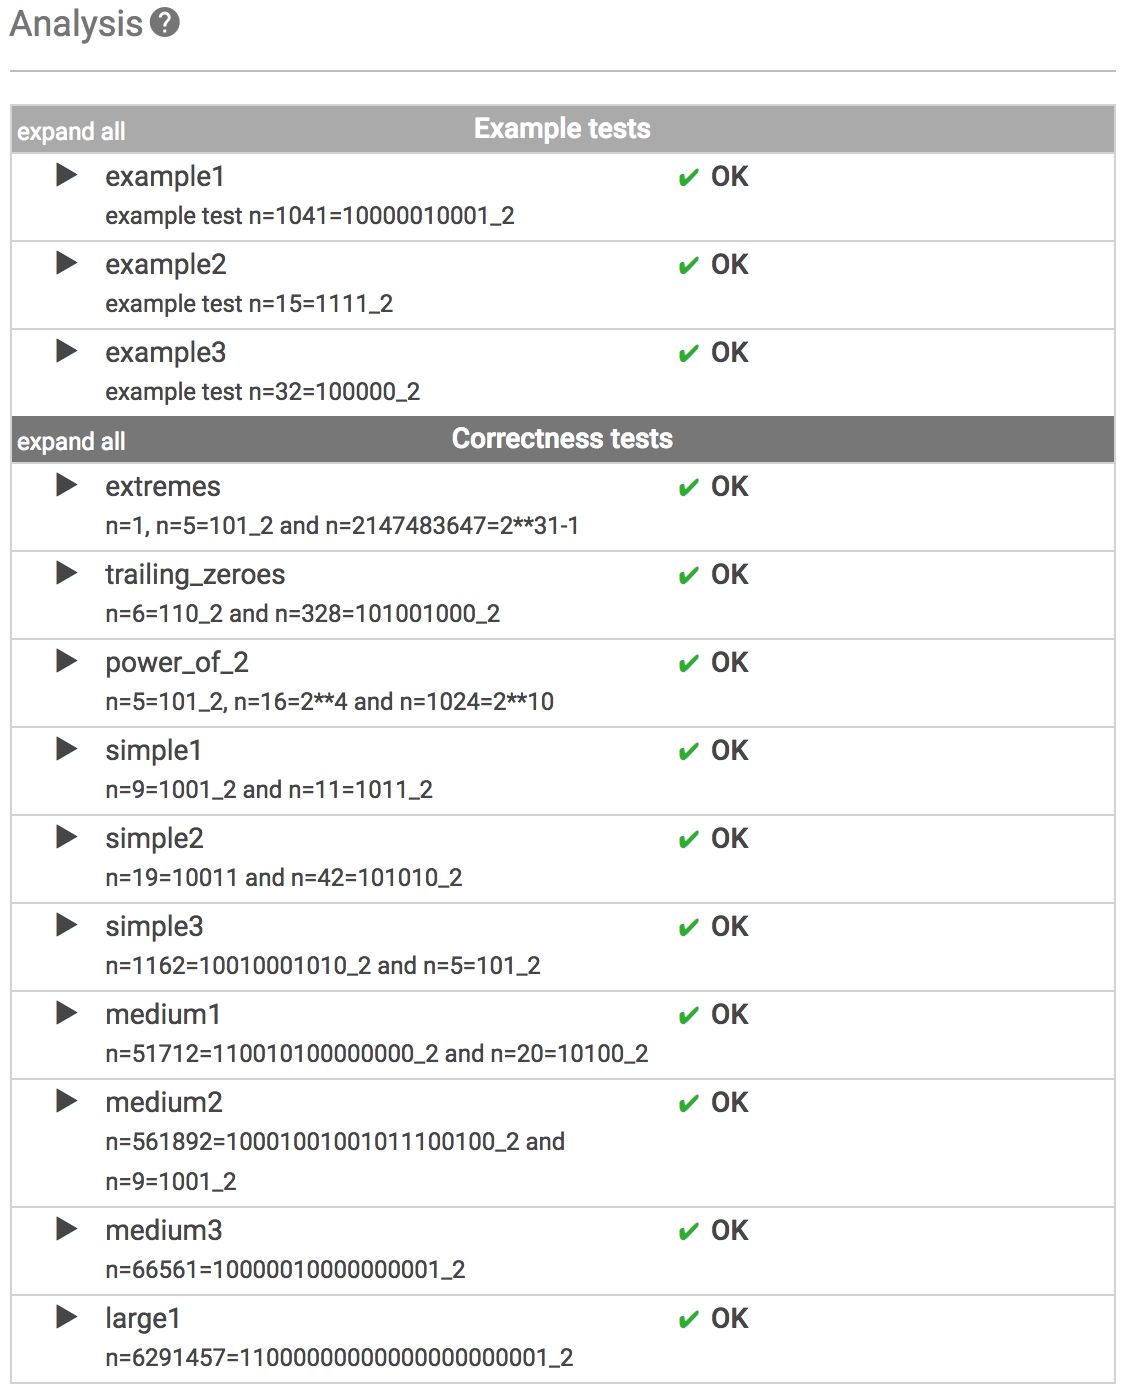 Analysis ?
expand all Example tests
example1 ✔ OK
example test n=1041=10000010001_2
example2 ✔ OK
example test n=15=1111_2
example3 ✔ OK
example test n=32=100000_2
expand all Correctness tests
extremes ✔ OK
n=1, n=5=101_2 and n=2147483647=2**31-1
trailing_zeroes ✔ OK
n=6=110_2 and n=328=101001000_2
power_of_2 ✔ OK
n=5=101_2, n=16=2**4 and n=1024=2**10
simple1 ✔ OK
n=9=1001_2 and n=11=1011_2
simple2 ✔ OK
n=19=10011 and n=42=101010_2
simple3 ✔ OK
n=1162=10010001010_2 and n=5=101_2
medium1 ✔ OK
n=51712=110010100000000_2 and n=20=10100_2
medium2 ✔ OK
n=561892=10001001001011100100_2 and
n=9=1001_2
medium3 ✔ OK
n=66561=10000010000000001_2
large1 ✔ OK
n=6291457=11000000000000000000001_2